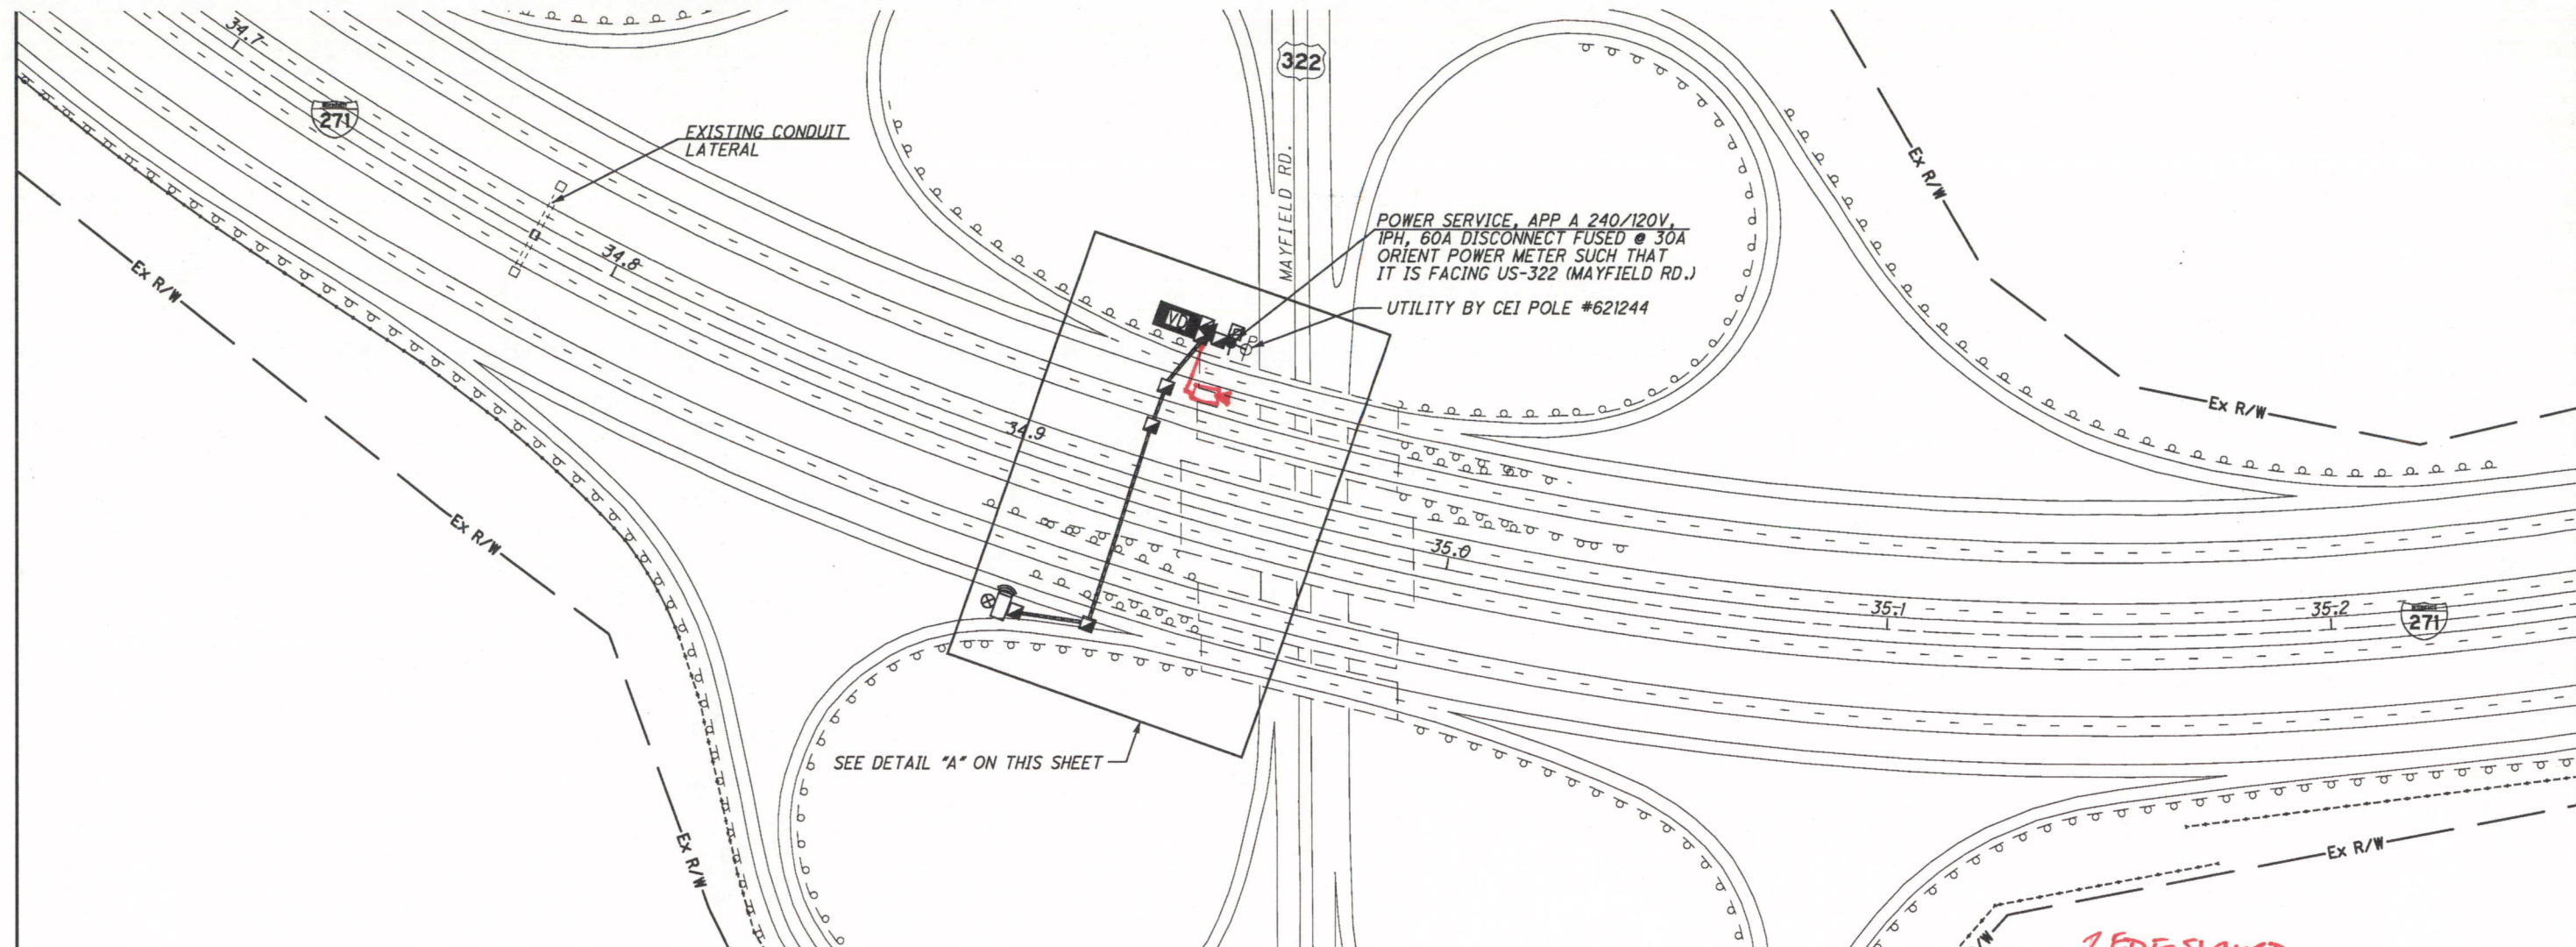 34.7
271
322
EXISTING CONDUIT
LATERAL
MAYFIELD RD.
Ex R/W
POWER SERVICE, APP A 240/120V,
1PH, 60A DISCONNECT FUSED @ 30A
ORIENT POWER METER SUCH THAT
IT IS FACING US-322 (MAYFIELD RD.)
34.8
Ex R/W
UTILITY BY CEI POLE #621244
VD
P
Ex R/W
34.9
Ex R/W
35.0
35.1
35.2
271
SEE DETAIL "A" ON THIS SHEET
Ex R/W
Ex R/W
/W